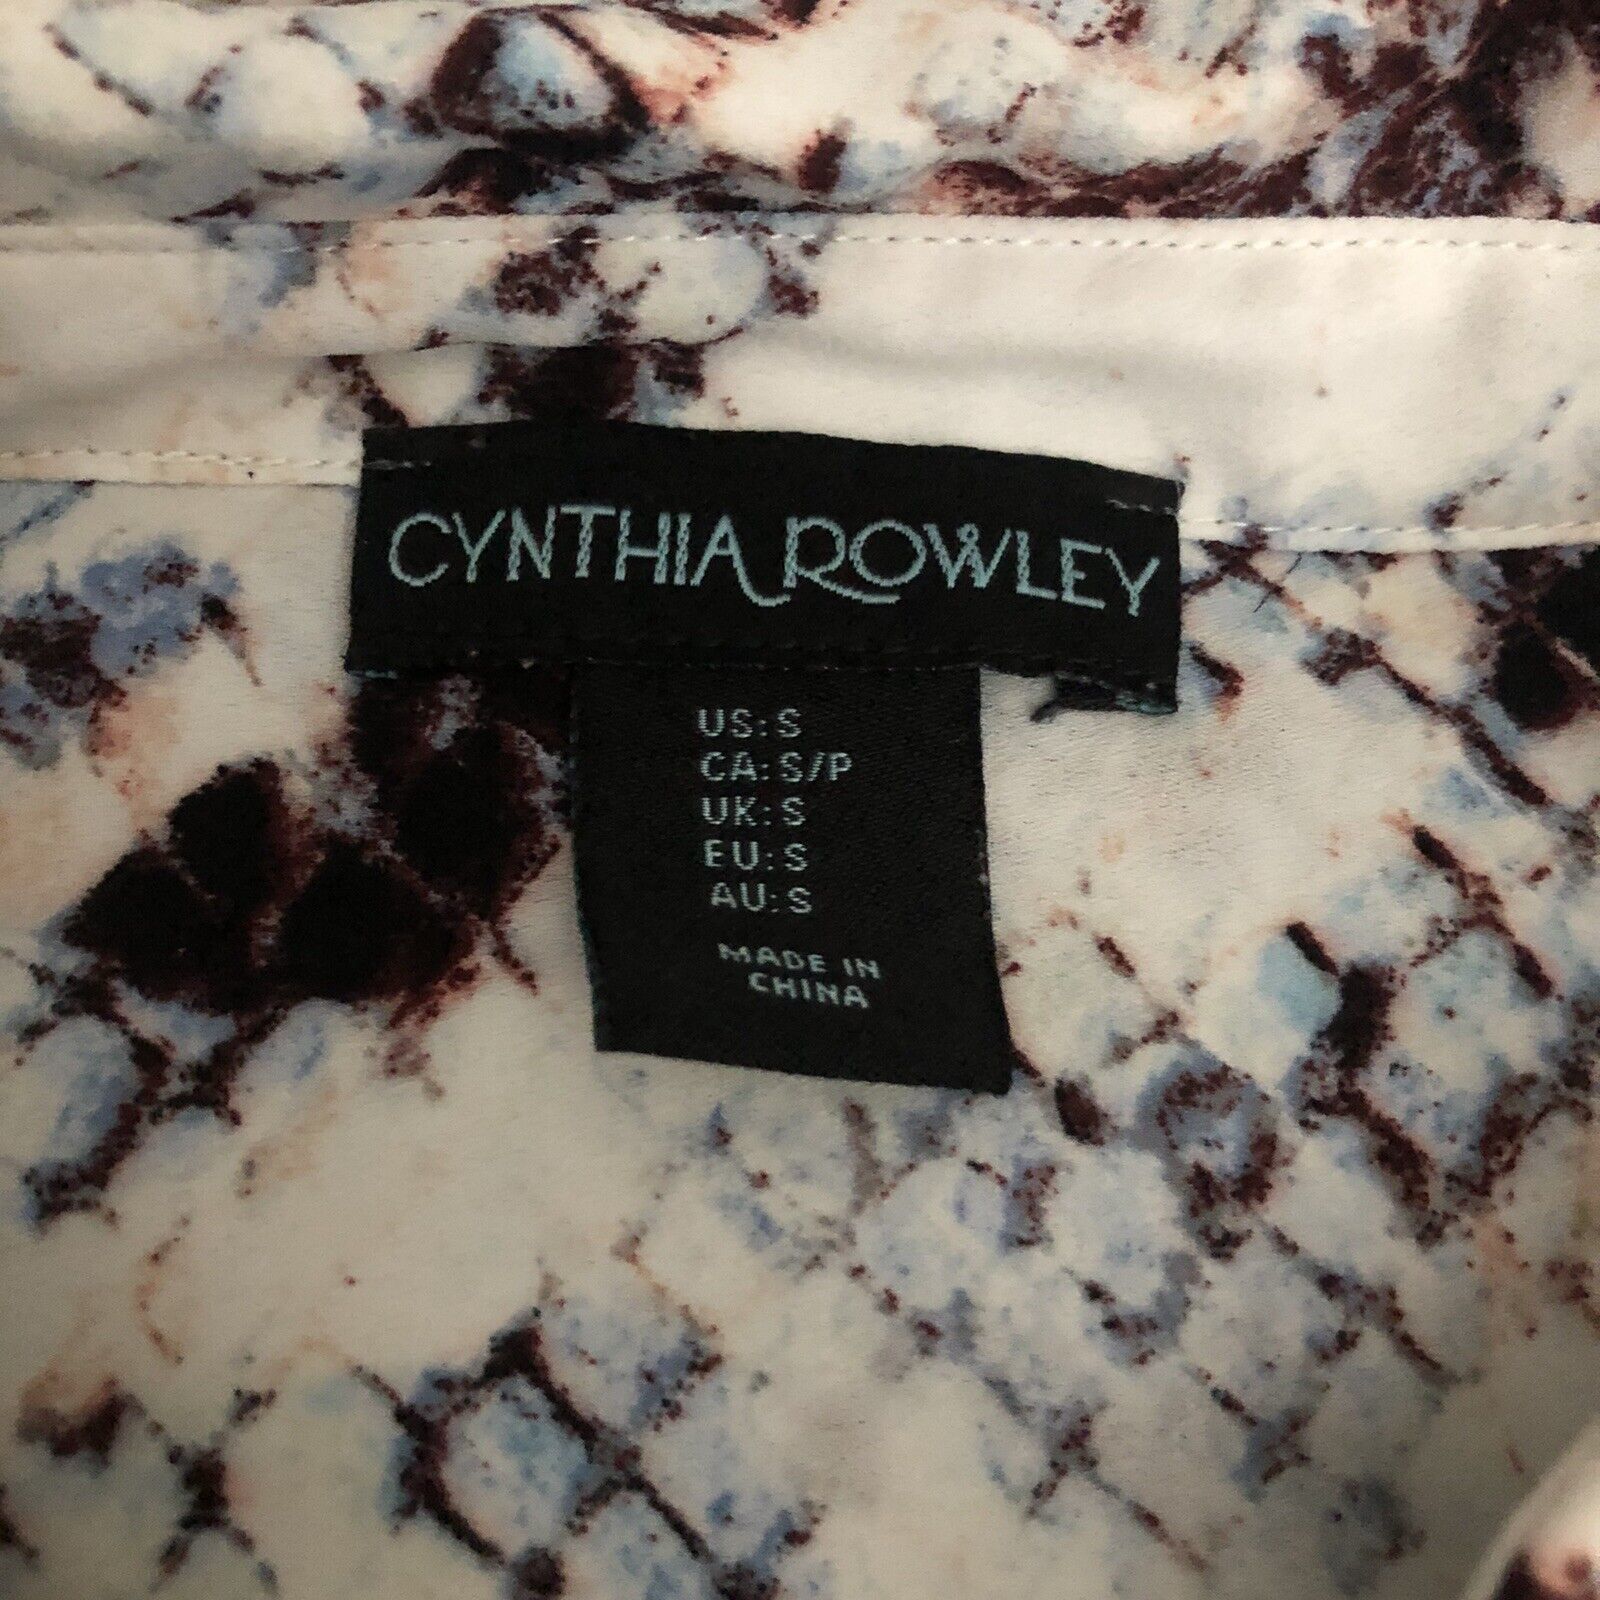 CYNTHIA ROWLEY
US: S
CA: S/P
UK: S
EU: S
AU: S
MADE IN
CHINA